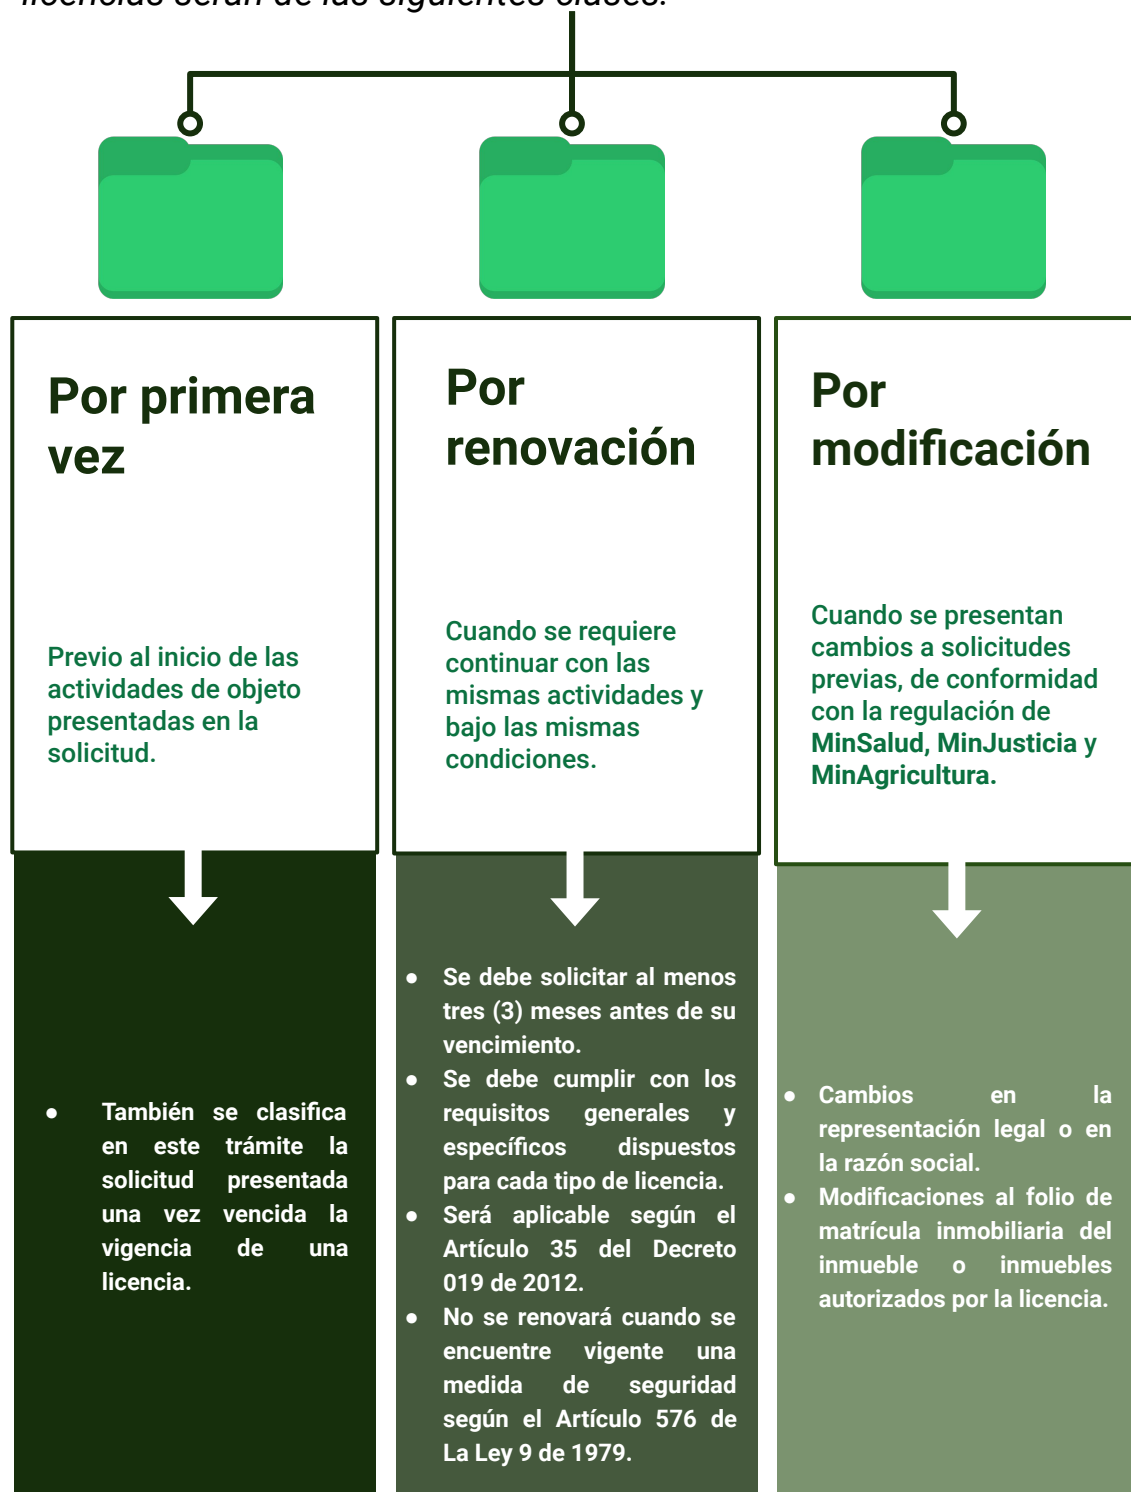 licencias serán de las siguientes clases:
Por primera
vez
Previo al inicio de las
actividades de objeto
presentadas en la
solicitud.
● También se clasifica
en este trámite la
solicitud presentada
una vez vencida la
vigencia de una
licencia.
Por
renovación
Cuando se requiere
continuar con las
mismas actividades y
bajo las mismas
condiciones.
● Se debe solicitar al menos
tres (3) meses antes de su
vencimiento.
● Se debe cumplir con los
requisitos generales y
específicos dispuestos
para cada tipo de licencia.
● Será aplicable según el
Artículo 35 del Decreto
019 de 2012.
● No se renovará cuando se
encuentre vigente una
medida de seguridad
según el Artículo 576 de
La Ley 9 de 1979.
Por
modificación
Cuando se presentan
cambios a solicitudes
previas, de conformidad
con la regulación de
MinSalud, MinJusticia y
MinAgricultura.
● Cambios en la
representación legal o en
la razón social.
● Modificaciones al folio de
matrícula inmobiliaria del
inmueble o inmuebles
autorizados por la licencia.